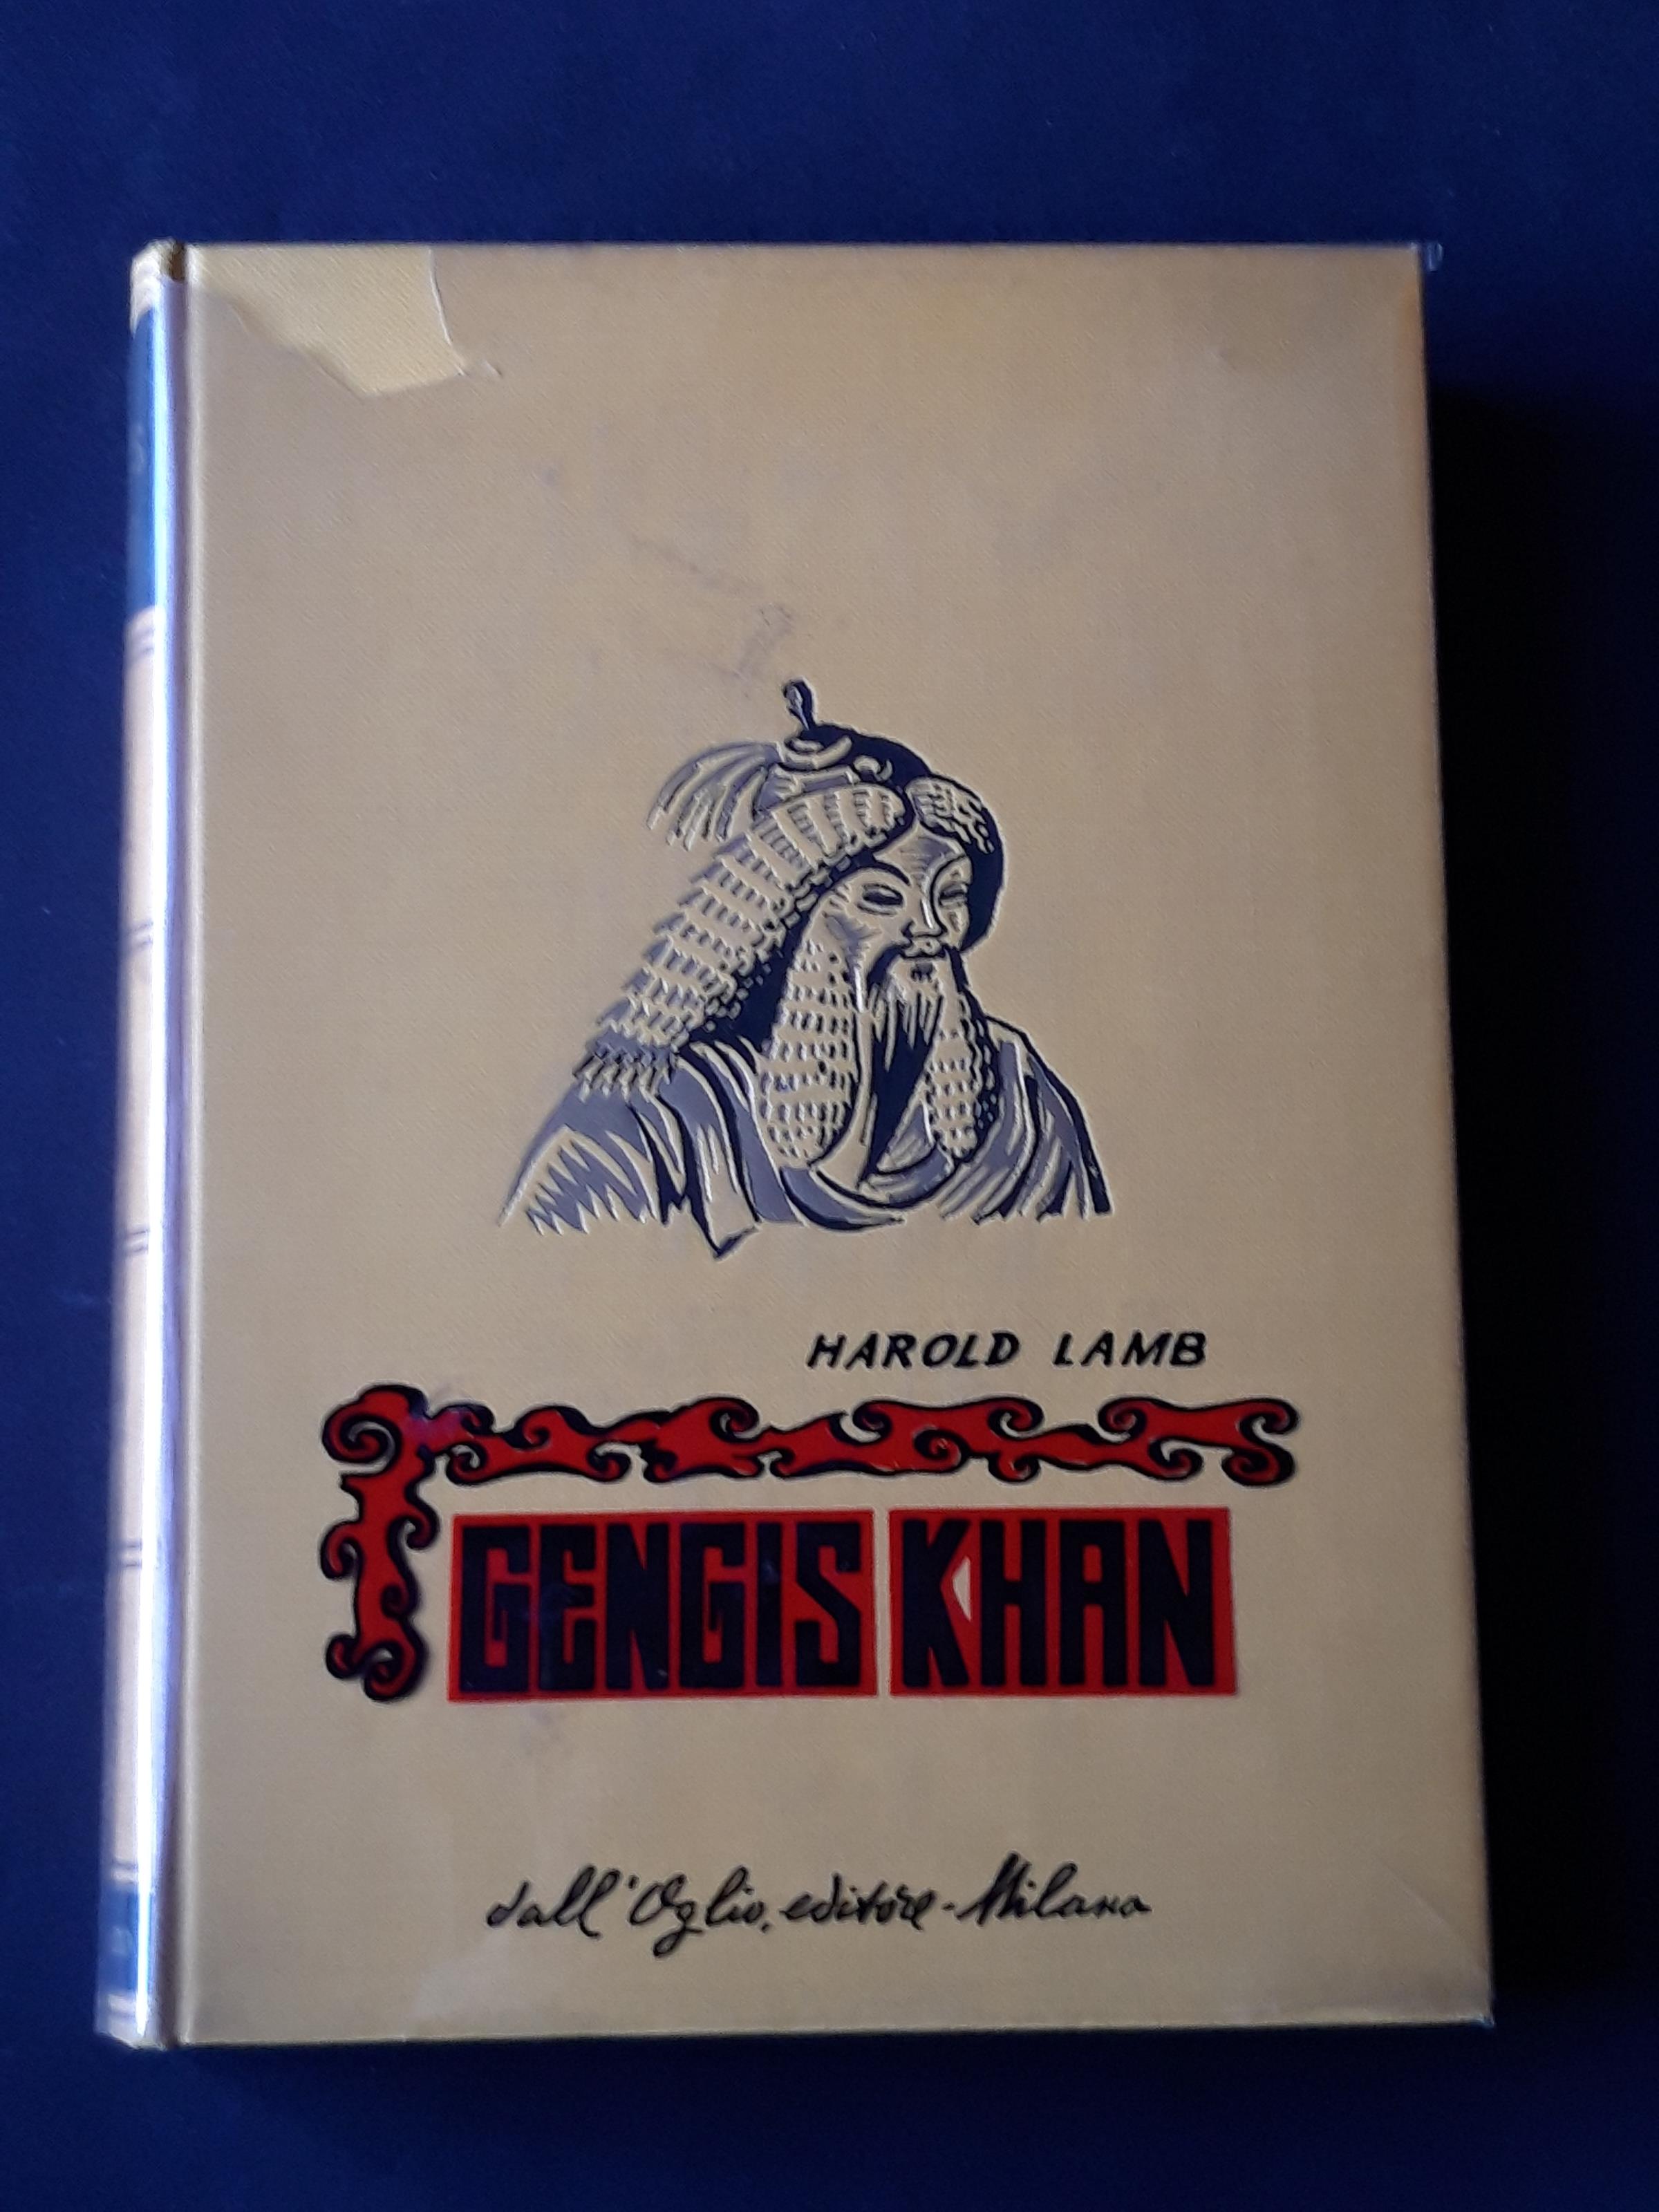 HAROLD LAMB
GENGIS KHAN
dall'Oglio, editore - Milano